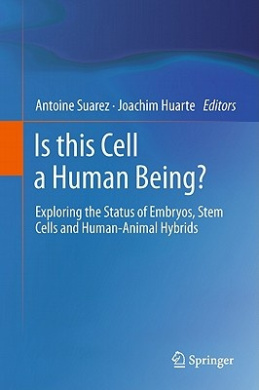 Antoine Suarez · Joachim Huarte Editors
Is this Cell
a Human Being?
Exploring the Status of Embryos, Stem
Cells and Human-Animal Hybrids
Springer